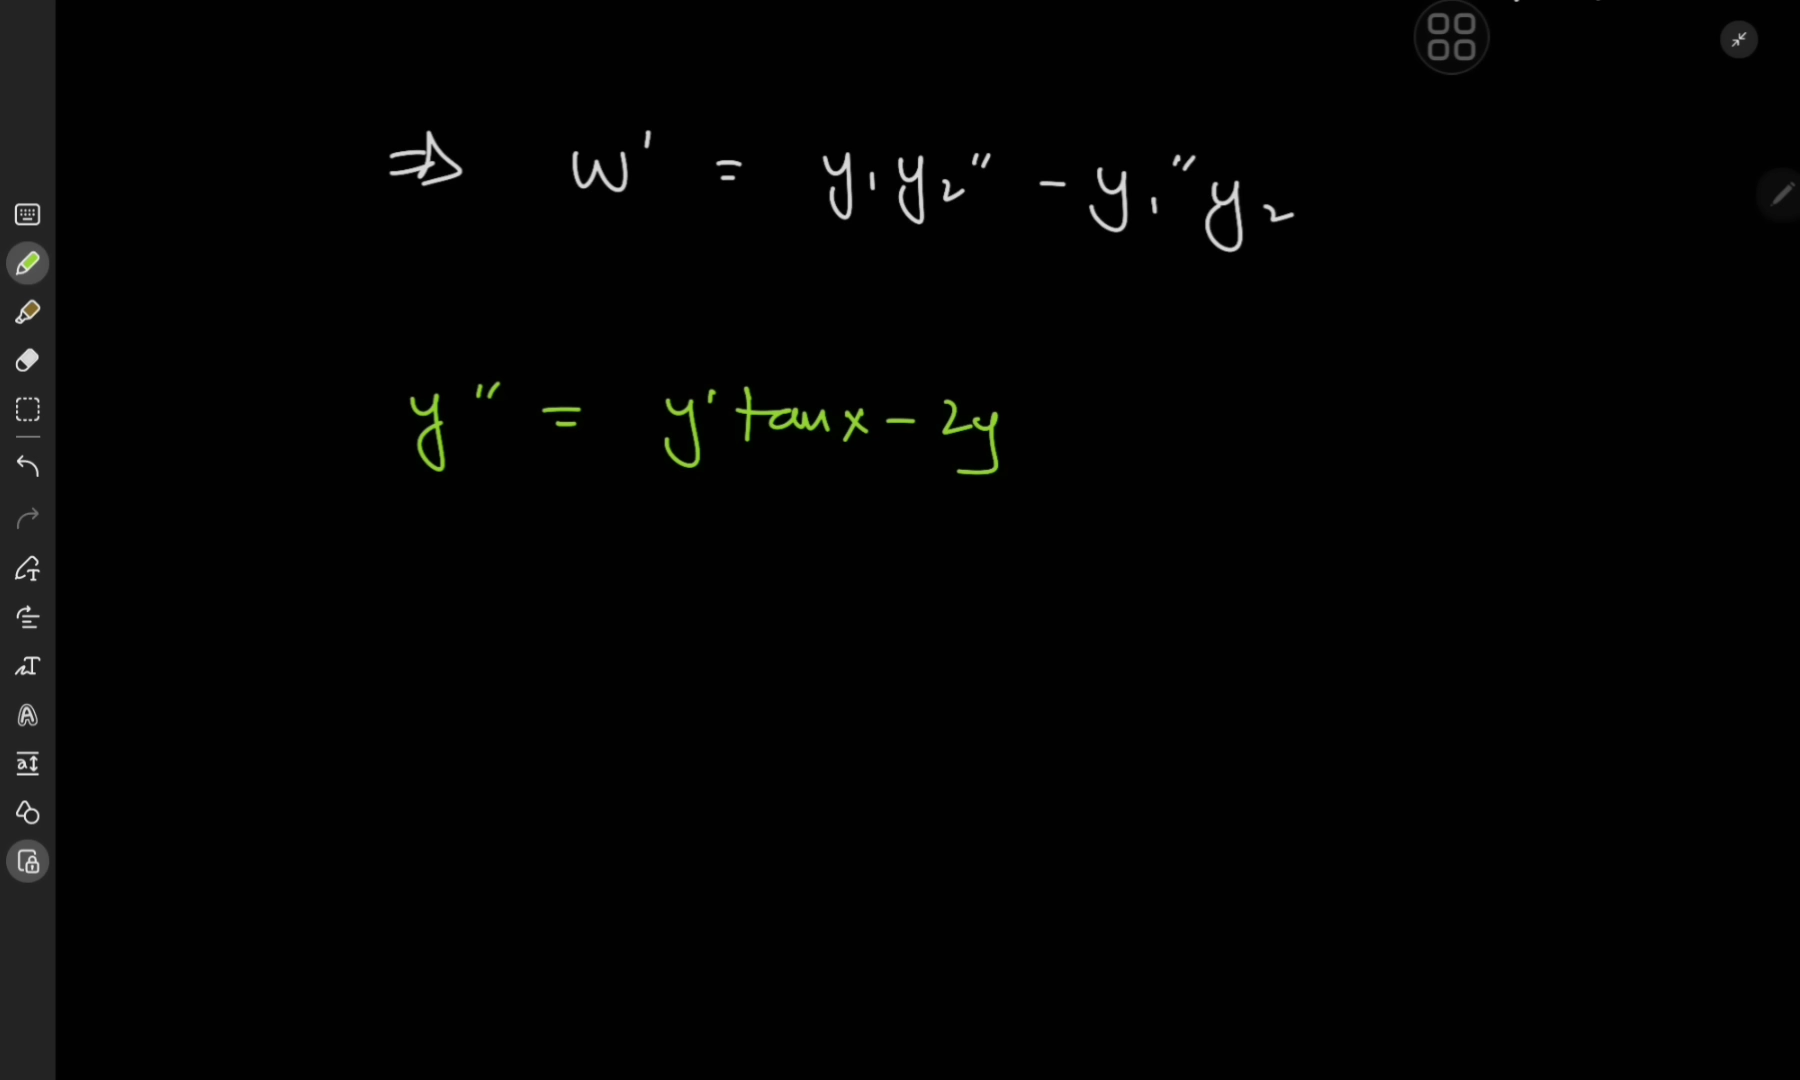 ⇒ w' = y₁y₂'' - y₁''y₂
y'' = y' tan x - 2y